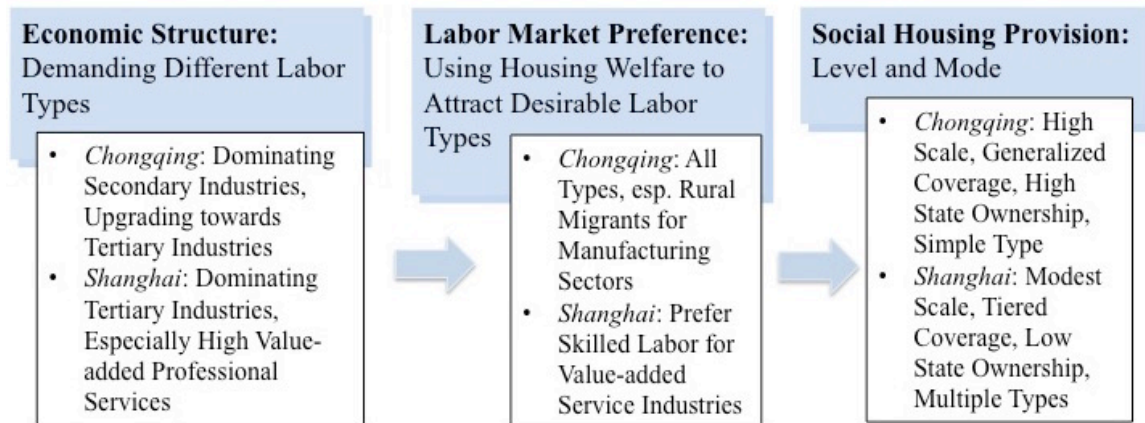 Economic Structure:
Demanding Different Labor
Types
• Chongqing: Dominating
Secondary Industries,
Upgrading towards
Tertiary Industries
• Shanghai: Dominating
Tertiary Industries,
Especially High Value-
added Professional
Services
Labor Market Preference:
Using Housing Welfare to
Attract Desirable Labor
Types
• Chongqing: All
Types, esp. Rural
Migrants for
Manufacturing
Sectors
• Shanghai: Prefer
Skilled Labor for
Value-added
Service Industries
Social Housing Provision:
Level and Mode
• Chongqing: High
Scale, Generalized
Coverage, High
State Ownership,
Simple Type
• Shanghai: Modest
Scale, Tiered
Coverage, Low
State Ownership,
Multiple Types